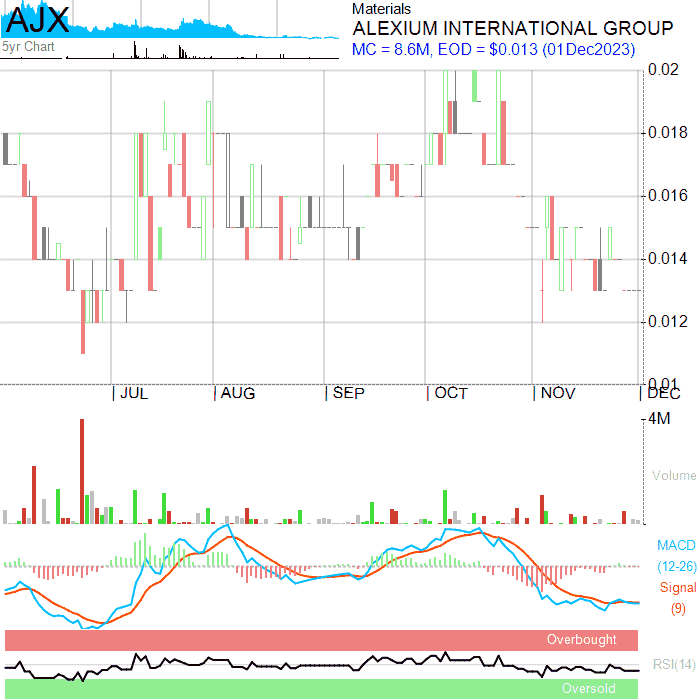 AJX
5yr Chart
Materials
ALEXIUM INTERNATIONAL GROUP
MC = 8.6M, EOD = $0.013 (01Dec2023)
0.02
0.018
0.016
0.014
0.012
0.01
JUL AUG SEP OCT NOV DEC
4M
Volume
MACD
(12-26)
Signal
(9)
Overbought
RSI(14)
Oversold